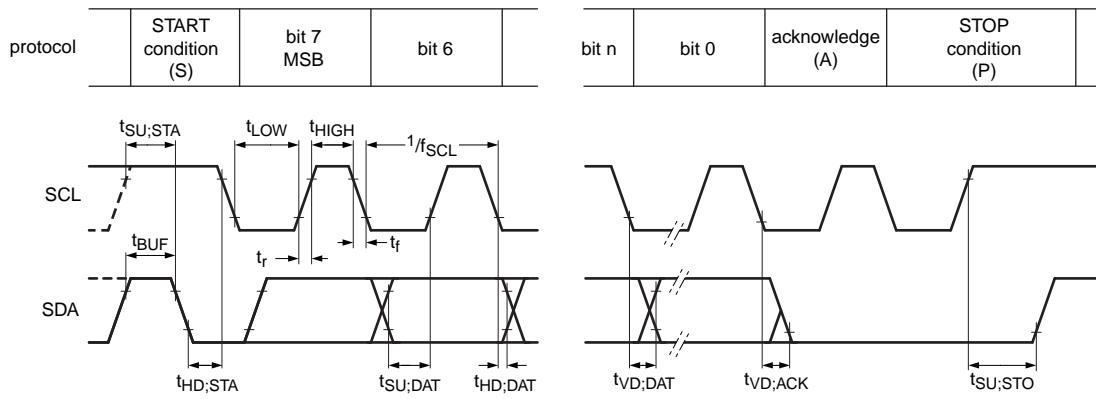 protocol
START
condition
(S)
bit 7
MSB
bit 6
bit n
bit 0
acknowledge
(A)
STOP
condition
(P)
tSU;STA
tLOW
tHIGH
1/fSCL
SCL
tBUF
tr
tf
SDA
tHD;STA
tSU;DAT
tHD;DAT
tVD;DAT
tVD;ACK
tSU;STO